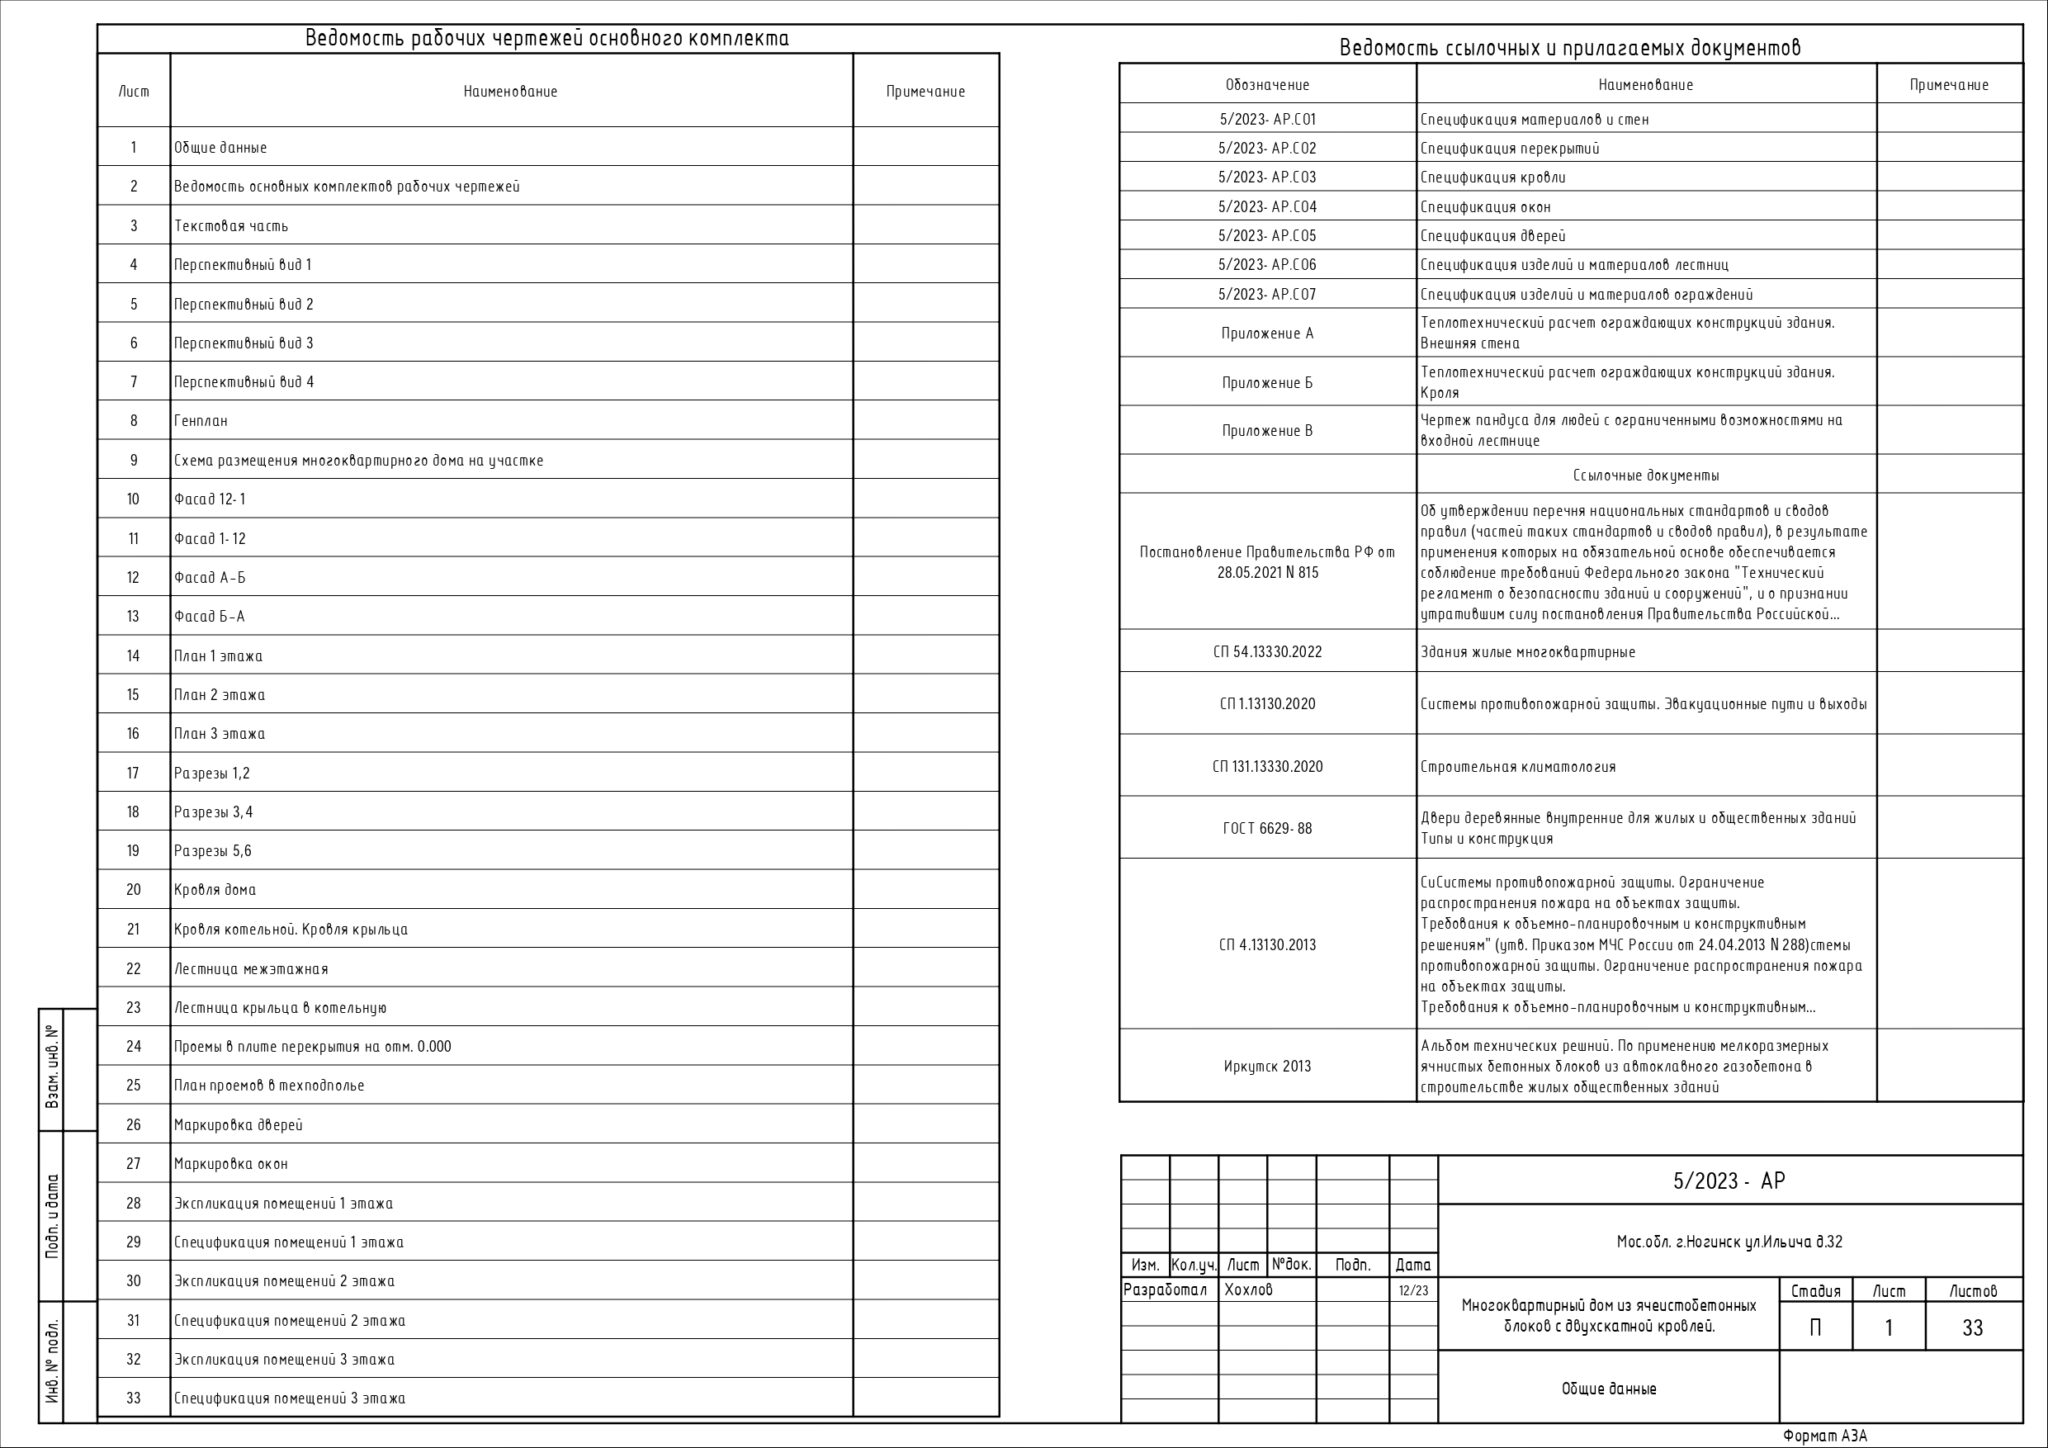 Ведомость рабочих чертежей основного комплекта
Лист Наименование Примечание
1 Общие данные
2 Ведомость основных комплектов рабочих чертежей
3 Текстовая часть
4 Перспективный вид 1
5 Перспективный вид 2
6 Перспективный вид 3
7 Перспективный вид 4
8 Генплан
9 Схема размещения многоквартирного дома на участке
10 Фасад 12-1
11 Фасад 1-12
12 Фасад А-Б
13 Фасад Б-А
14 План 1 этажа
15 План 2 этажа
16 План 3 этажа
17 Разрезы 1,2
18 Разрезы 3,4
19 Разрезы 5,6
20 Кровля дома
21 Кровля котельной. Кровля крыльца
22 Лестница межэтажная
23 Лестница крыльца в котельную
24 Проемы в плите перекрытия на отм. 0.000
25 План проемов в техподполье
26 Маркировка дверей
27 Маркировка окон
28 Экспликация помещений 1 этажа
29 Спецификация помещений 1 этажа
30 Экспликация помещений 2 этажа
31 Спецификация помещений 2 этажа
32 Экспликация помещений 3 этажа
33 Спецификация помещений 3 этажа
Взам. инв. №
Подп. и дата
Инв. № подл.
Ведомость ссылочных и прилагаемых документов
Обозначение Наименование Примечание
5/2023- АР.СО1 Спецификация материалов и стен
5/2023- АР.СО2 Спецификация перекрытий
5/2023- АР.СО3 Спецификация кровли
5/2023- АР.СО4 Спецификация окон
5/2023- АР.СО5 Спецификация дверей
5/2023- АР.СО6 Спецификация изделий и материалов лестниц
5/2023- АР.СО7 Спецификация изделий и материалов ограждений
Приложение А
Теплотехнический расчет ограждающих конструкций здания.
Внешняя стена
Приложение Б
Теплотехнический расчет ограждающих конструкций здания.
Кроля
Приложение В
Чертеж пандуса для людей с ограниченными возможностями на
входной лестнице
Ссылочные документы
Постановление Правительства РФ от
28.05.2021 N 815
Об утверждении перечня национальных стандартов и сводов
правил (частей таких стандартов и сводов правил), в результате
применения которых на обязательной основе обеспечивается
соблюдение требований Федерального закона "Технический
регламент о безопасности зданий и сооружений", и о признании
утратившим силу постановления Правительства Российской...
СП 54.13330.2022 Здания жилые многоквартирные
СП 1.13130.2020 Системы противопожарной защиты. Эвакуационные пути и выходы
СП 131.13330.2020 Строительная климатология
ГОСТ 6629-88
Двери деревянные внутренние для жилых и общественных зданий
Типы и конструкция
СП 4.13130.2013
СиСистемы противопожарной защиты. Ограничение
распространения пожара на объектах защиты.
Требования к объемно-планировочным и конструктивным
решениям" (утв. Приказом МЧС России от 24.04.2013 N 288)стемы
противопожарной защиты. Ограничение распространения пожара
на объектах защиты.
Требования к объемно-планировочным и конструктивным...
Иркутск 2013
Альбом технических решний. По применению мелкоразмерных
ячнистых бетонных блоков из автоклавного газобетона в
строительстве жилых общественных зданий
5/2023 - АР
Мос.обл. г.Ногинск ул.Ильича д.32
Изм. Кол.уч. Лист №док. Подп. Дата
Разработал Хохлов 12/23
Многоквартирный дом из ячеистобетонных
блоков с двухскатной кровлей.
Стадия Лист Листов
П 1 33
Общие данные
Формат А3А